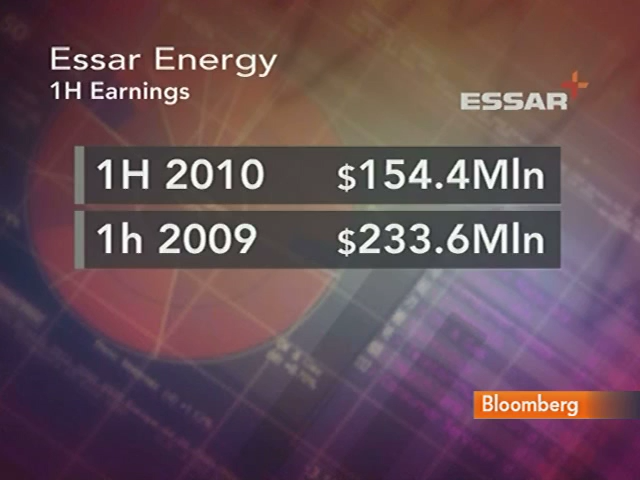 Essar Energy
1H Earnings
ESSAR
1H 2010 $154.4Mln
1h 2009 $233.6Mln
Bloomberg